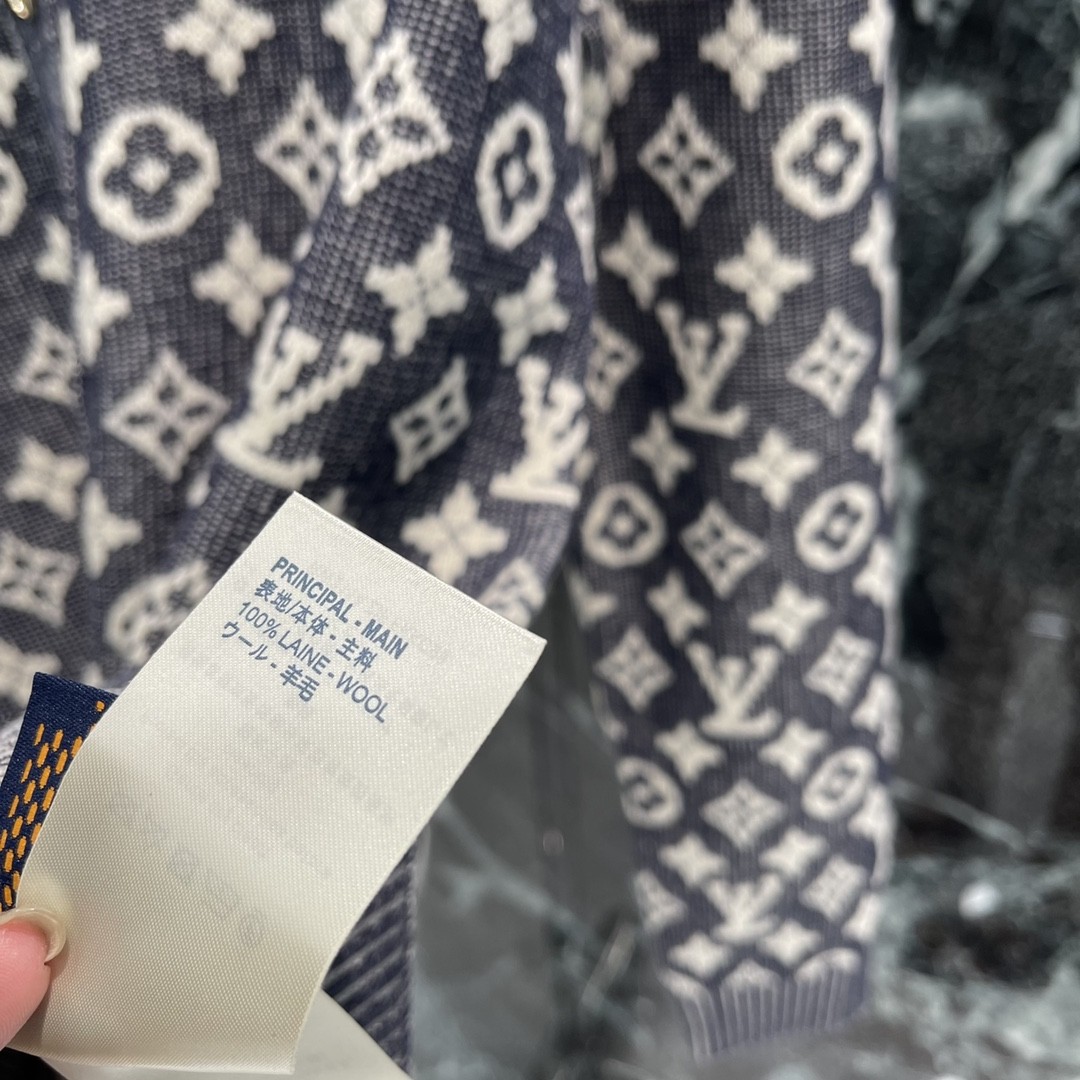 PRINCIPAL - MAIN
表地/本体 - 主料
100% LAINE - WOOL
ウール - 羊毛